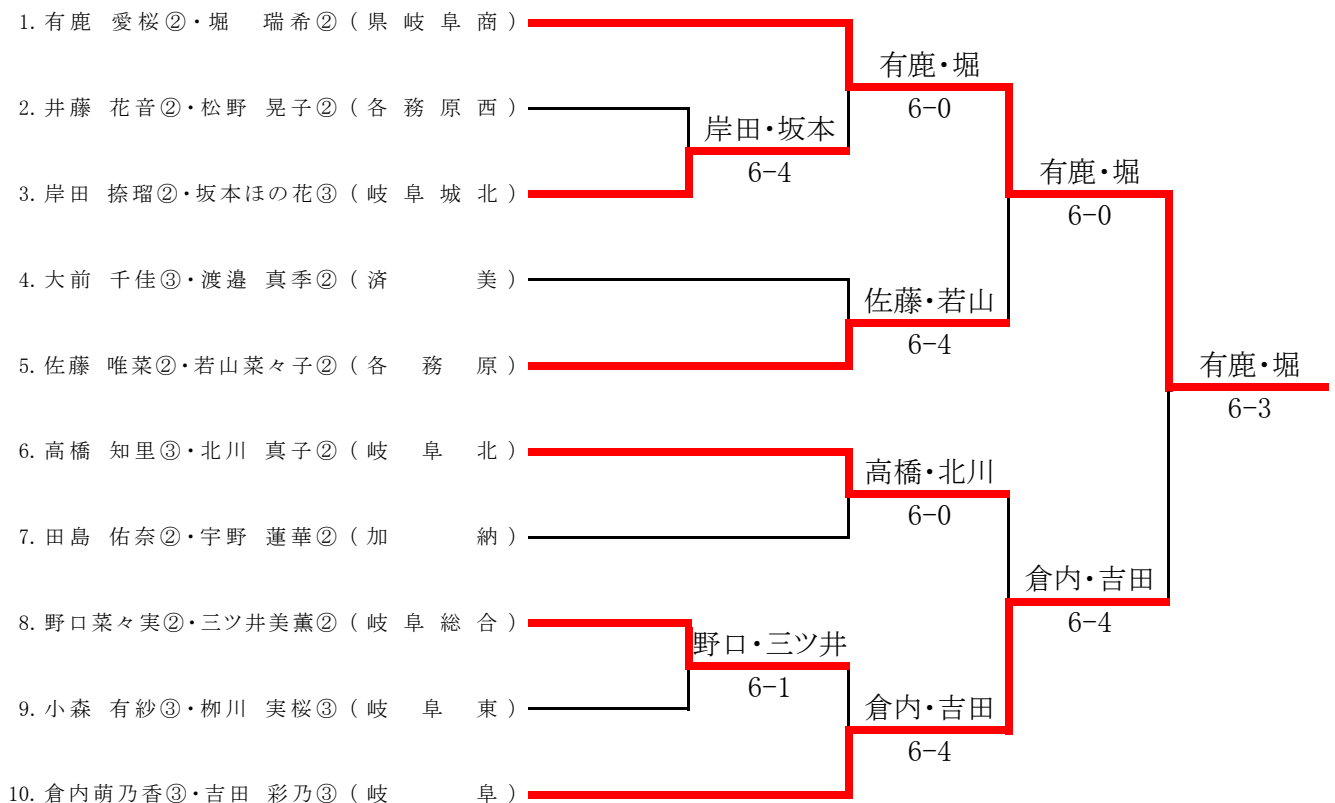 1. 有鹿 愛桜②・堀 瑞希② ( 県岐阜商 )
有鹿・堀
6-0
2. 井藤 花音②・松野 晃子② ( 各務原西 )
岸田・坂本
6-4
有鹿・堀
6-0
3. 岸田 捺瑠②・坂本ほの花③ ( 岐阜城北 )
4. 大前 千佳③・渡邉 真季② ( 済美 )
佐藤・若山
6-4
5. 佐藤 唯菜②・若山菜々子② ( 各務原 )
有鹿・堀
6-3
6. 高橋 知里③・北川 真子② ( 岐阜北 )
高橋・北川
6-0
7. 田島 佑奈②・宇野 蓮華② ( 加納 )
倉内・吉田
6-4
8. 野口菜々実②・三ツ井美薫② ( 岐阜総合 )
野口・三ツ井
6-1
9. 小森 有紗③・栁川 実桜③ ( 岐阜東 )
倉内・吉田
6-4
10. 倉内萌乃香③・吉田 彩乃③ ( 岐阜 )